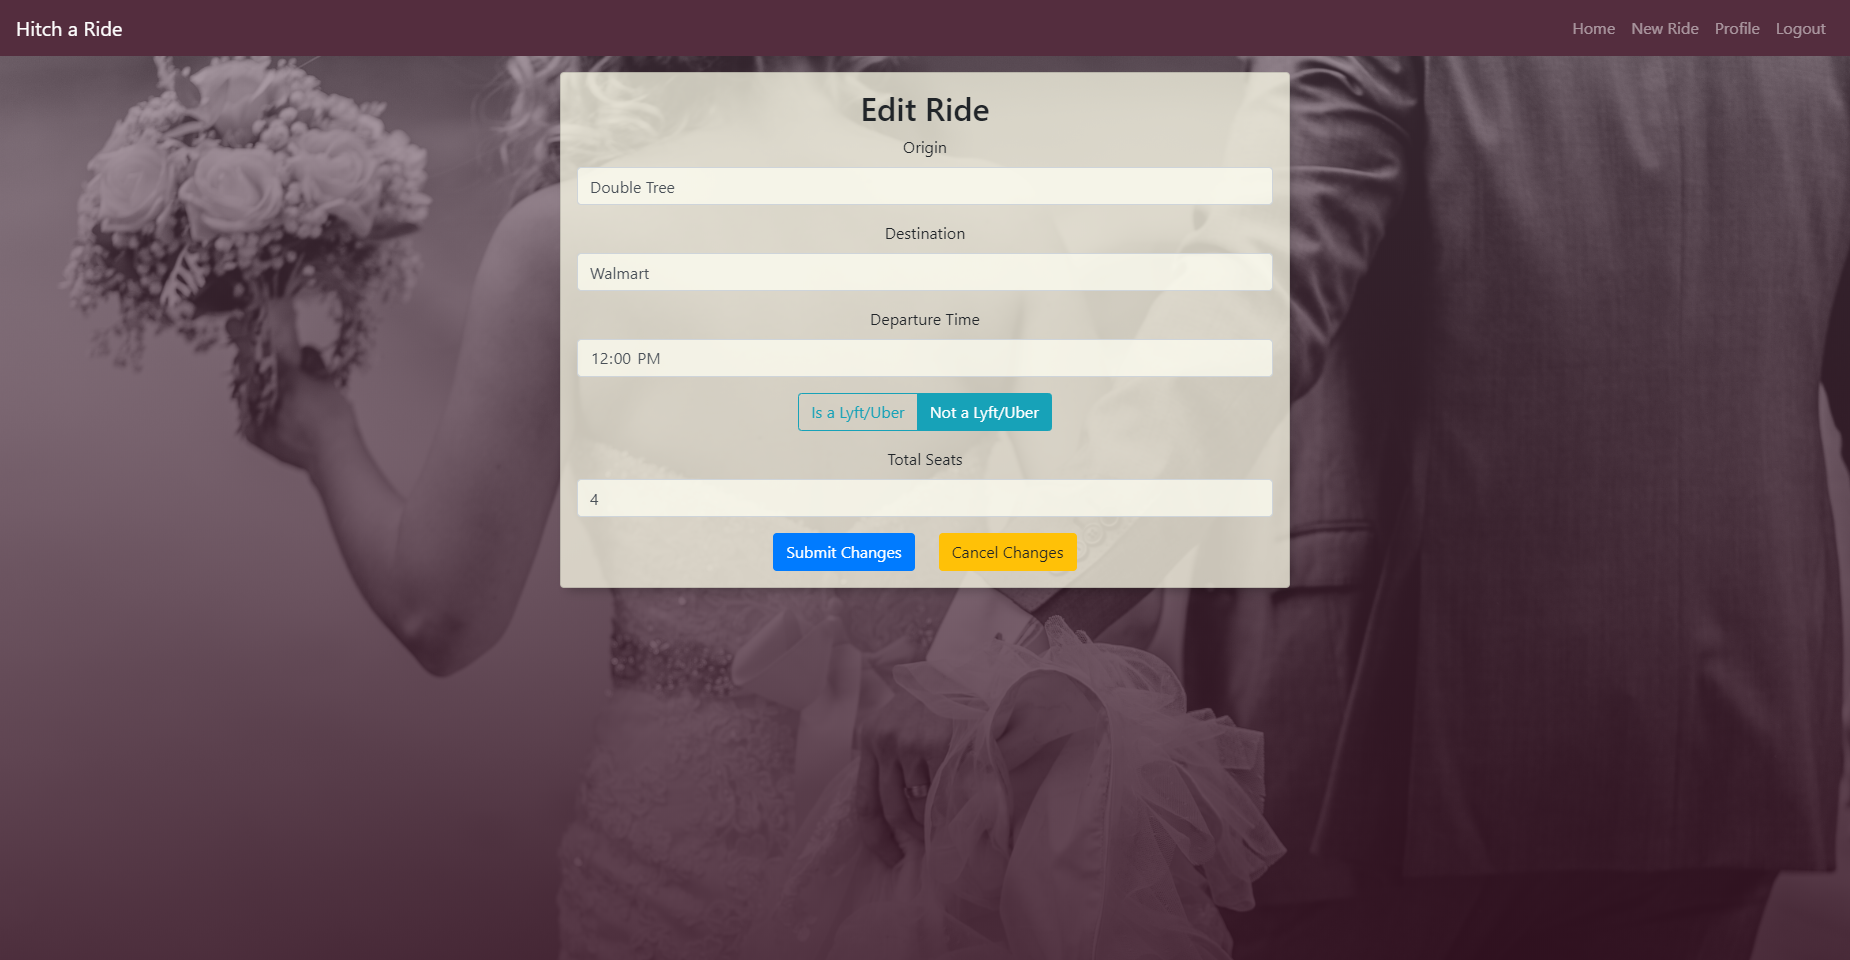 Hitch a Ride
Home New Ride Profile Logout
Edit Ride
Origin
Double Tree
Destination
Walmart
Departure Time
12:00 PM
Is a Lyft/Uber Not a Lyft/Uber
Total Seats
4
Submit Changes Cancel Changes